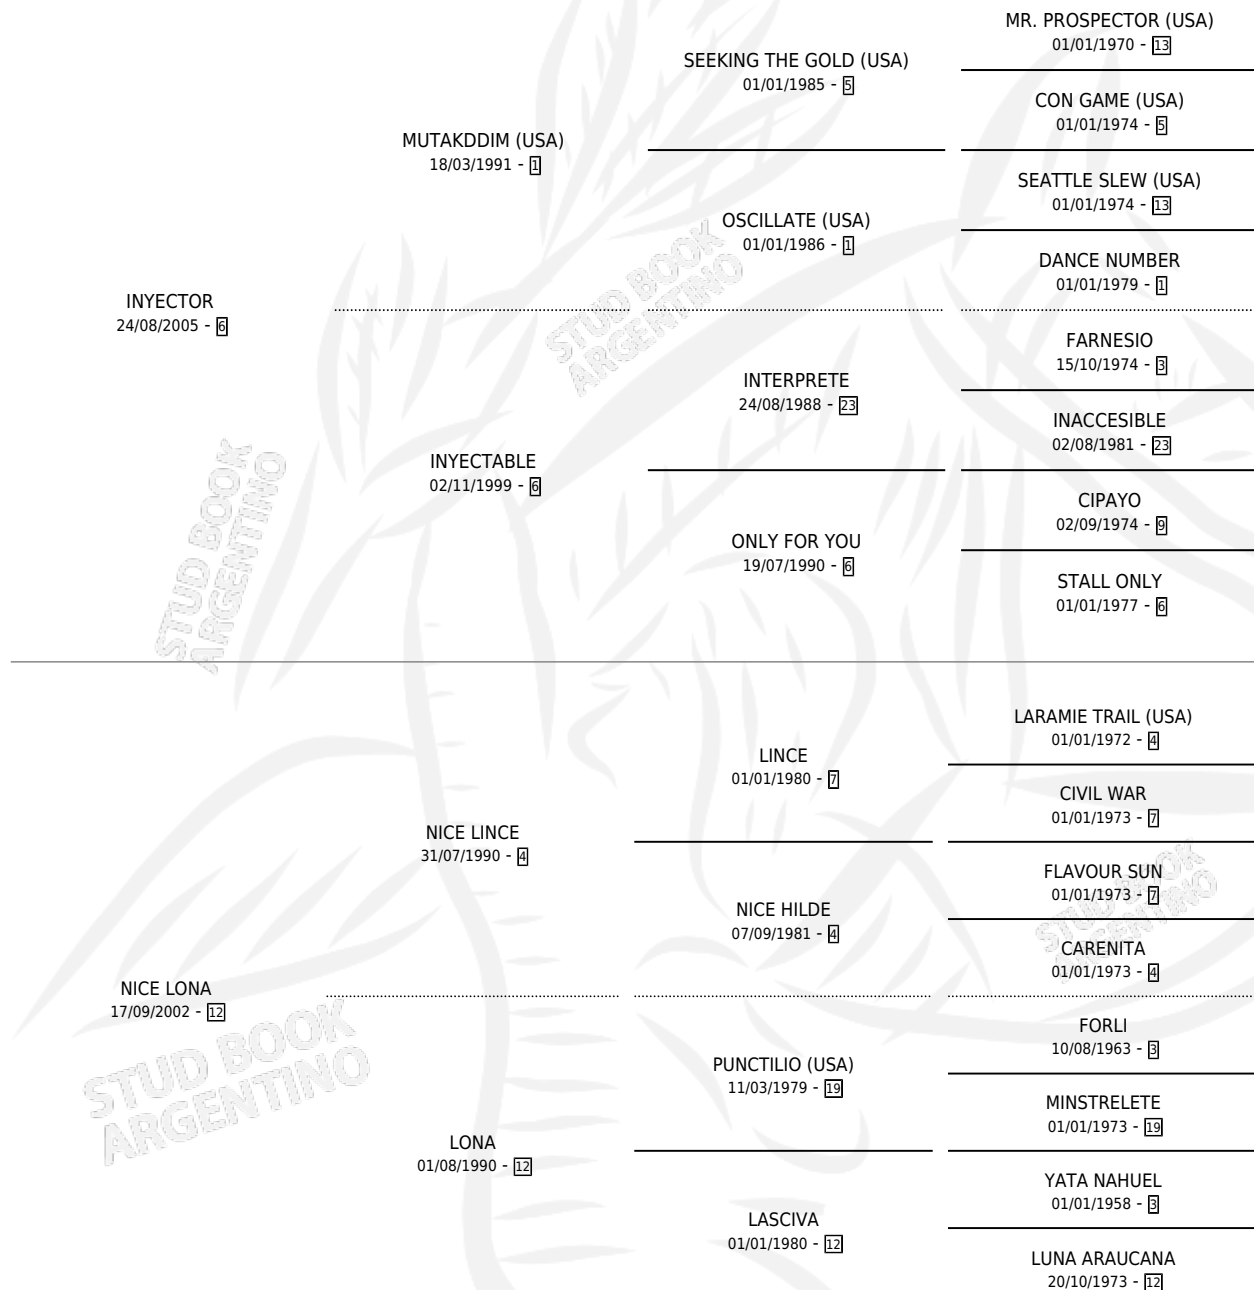 MR. PROSPECTOR (USA)
01/01/1970 - 13
SEEKING THE GOLD (USA)
01/01/1985 - 5
CON GAME (USA)
01/01/1974 - 5
MUTAKDDIM (USA)
18/03/1991 - 1
SEATTLE SLEW (USA)
01/01/1974 - 13
OSCILLATE (USA)
01/01/1986 - 1
DANCE NUMBER
01/01/1979 - 1
INYECTOR
24/08/2005 - 6
FARNESIO
15/10/1974 - 3
INTERPRETE
24/08/1988 - 23
INACCESIBLE
02/08/1981 - 23
INYECTABLE
02/11/1999 - 6
CIPAYO
02/09/1974 - 9
ONLY FOR YOU
19/07/1990 - 6
STALL ONLY
01/01/1977 - 6
LARAMIE TRAIL (USA)
01/01/1972 - 4
LINCE
01/01/1980 - 7
CIVIL WAR
01/01/1973 - 7
NICE LINCE
31/07/1990 - 4
FLAVOUR SUN
01/01/1973 - 7
NICE HILDE
07/09/1981 - 4
CARENITA
01/01/1973 - 4
NICE LONA
17/09/2002 - 12
FORLI
10/08/1963 - 3
PUNCTILIO (USA)
11/03/1979 - 19
MINSTRELETE
01/01/1973 - 19
LONA
01/08/1990 - 12
YATA NAHUEL
01/01/1958 - 3
LASCIVA
01/01/1980 - 12
LUNA ARAUCANA
20/10/1973 - 12
STUD BOOK
ARGENTINO
STUD BOOK
ARGENTINO
STUD BOOK
ARGENTINO
STUD BOOK
ARGENTINO